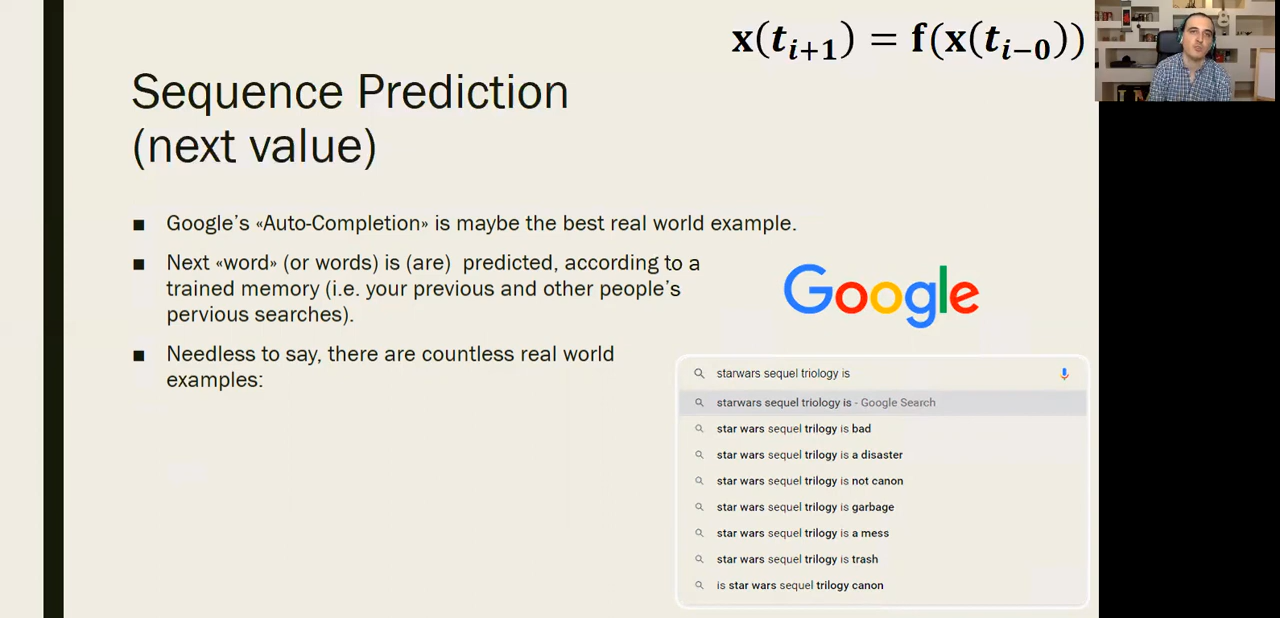 x(t_{i+1}) = f(x(t_{i−0}))
Sequence Prediction
(next value)
■ Google's «Auto-Completion» is maybe the best real world example.
■ Next «word» (or words) is (are) predicted, according to a
trained memory (i.e. your previous and other people's
pervious searches).
■ Needless to say, there are countless real world
examples:
Google
starwars sequel triology is
starwars sequel triology is - Google Search
star wars sequel trilogy is bad
star wars sequel trilogy is a disaster
star wars sequel trilogy is not canon
star wars sequel trilogy is garbage
star wars sequel trilogy is a mess
star wars sequel trilogy is trash
is star wars sequel trilogy canon